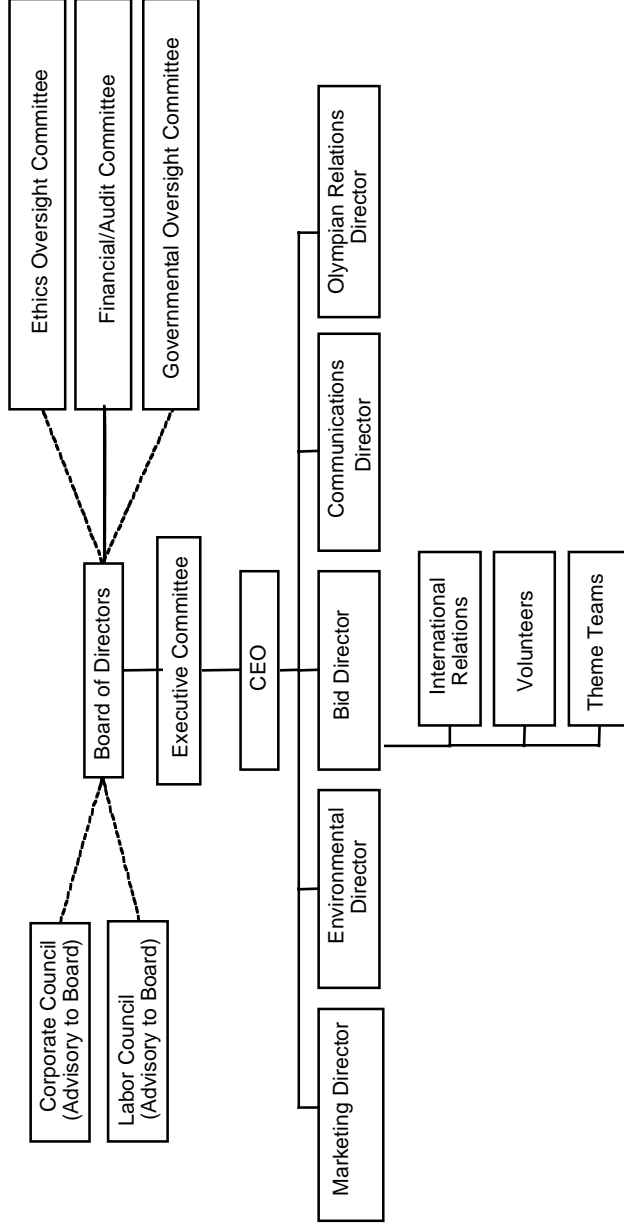 Corporate Council
(Advisory to Board)
Labor Council
(Advisory to Board)
Board of Directors
Ethics Oversight Committee
Financial/Audit Committee
Governmental Oversight Committee
Executive Committee
CEO
Marketing Director
Environmental
Director
Bid Director
Communications
Director
Olympian Relations
Director
International
Relations
Volunteers
Theme Teams